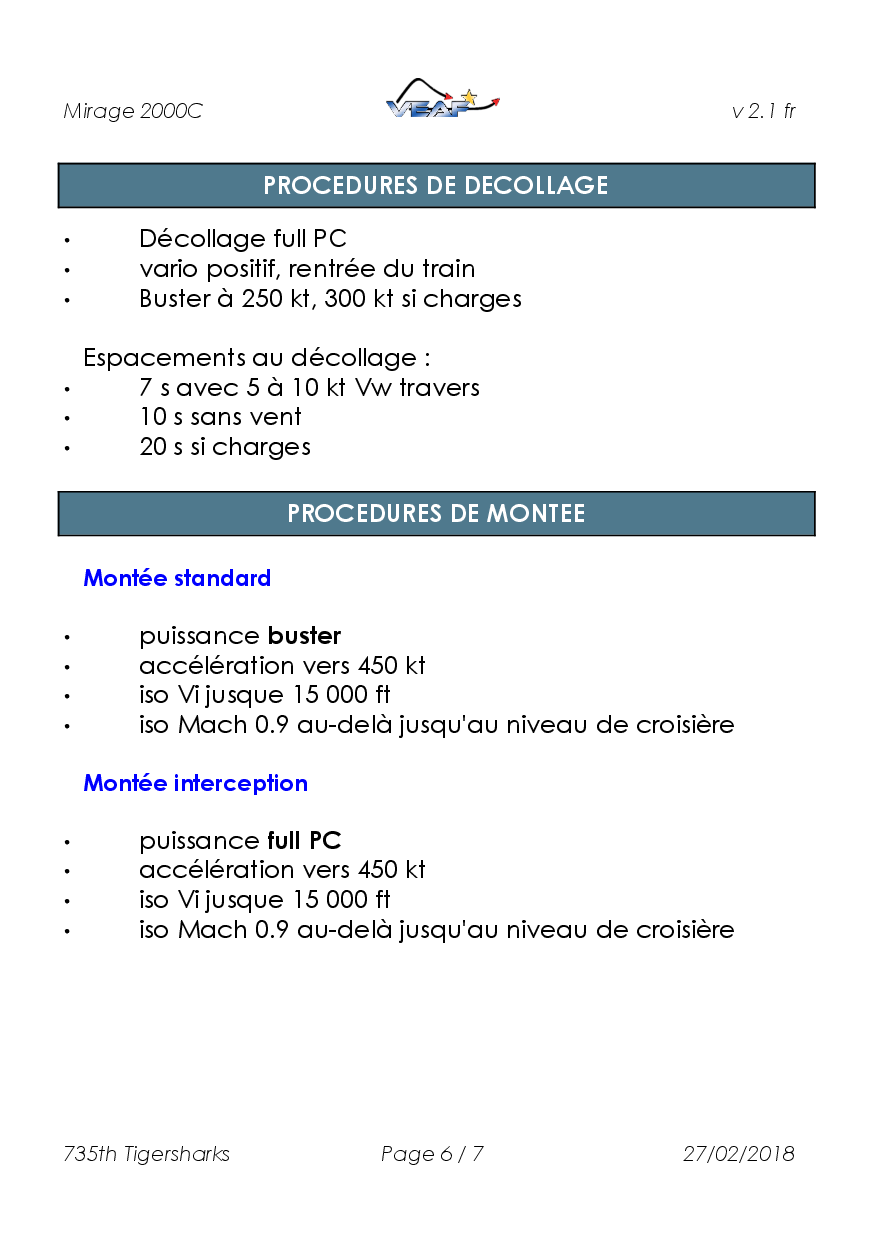 Mirage 2000C
VEAF
v 2.1 fr
PROCEDURES DE DECOLLAGE
• Décollage full PC
• vario positif, rentrée du train
• Buster à 250 kt, 300 kt si charges
Espacements au décollage :
• 7 s avec 5 à 10 kt Vw travers
• 10 s sans vent
• 20 s si charges
PROCEDURES DE MONTEE
Montée standard
• puissance buster
• accélération vers 450 kt
• iso Vi jusque 15 000 ft
• iso Mach 0.9 au-delà jusqu'au niveau de croisière
Montée interception
• puissance full PC
• accélération vers 450 kt
• iso Vi jusque 15 000 ft
• iso Mach 0.9 au-delà jusqu'au niveau de croisière
735th Tigersharks
Page 6 / 7
27/02/2018